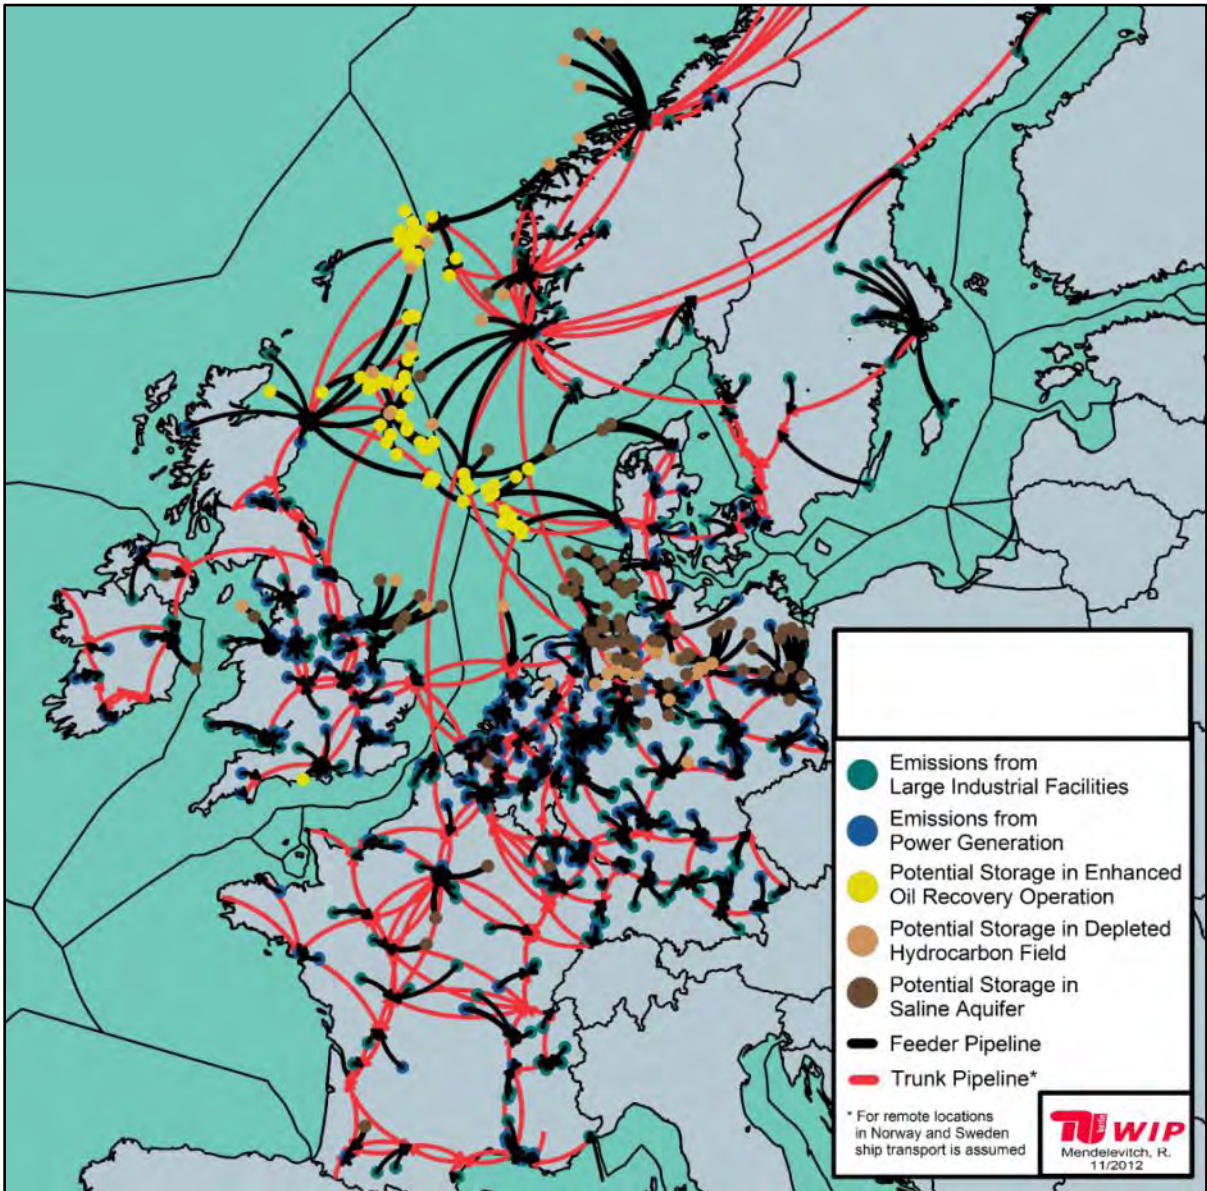 Emissions from
Large Industrial Facilities
Emissions from
Power Generation
Potential Storage in Enhanced
Oil Recovery Operation
Potential Storage in Depleted
Hydrocarbon Field
Potential Storage in
Saline Aquifer
Feeder Pipeline
Trunk Pipeline*
* For remote locations
in Norway and Sweden
ship transport is assumed
WIP
Mendelevitch, R.
11/2012